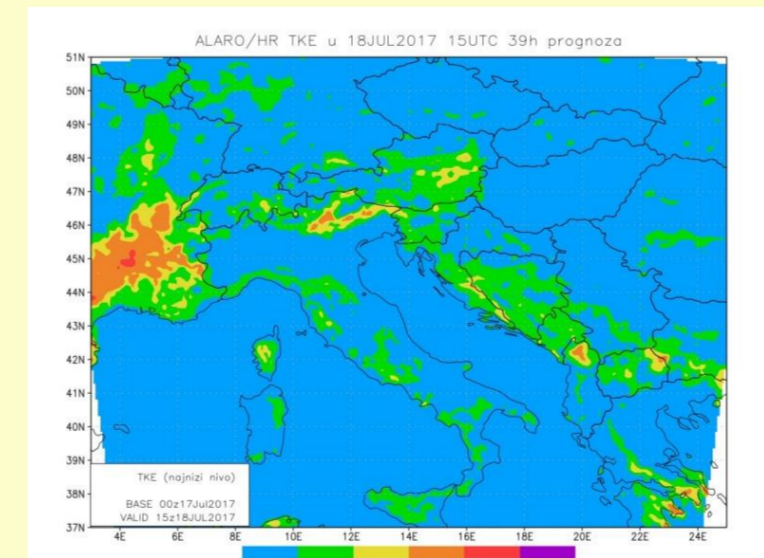 ALARO/HR TKE u 18JUL2017 15UTC 39h prognoza
51N
50N
49N
48N
47N
46N
45N
44N
43N
42N
41N
40N
39N
38N
37N
TKE (najnizi nivo)
BASE 00z17Jul2017
VALID 15z18JUL2017
4E 6E 8E 10E 12E 14E 16E 18E 20E 22E 24E